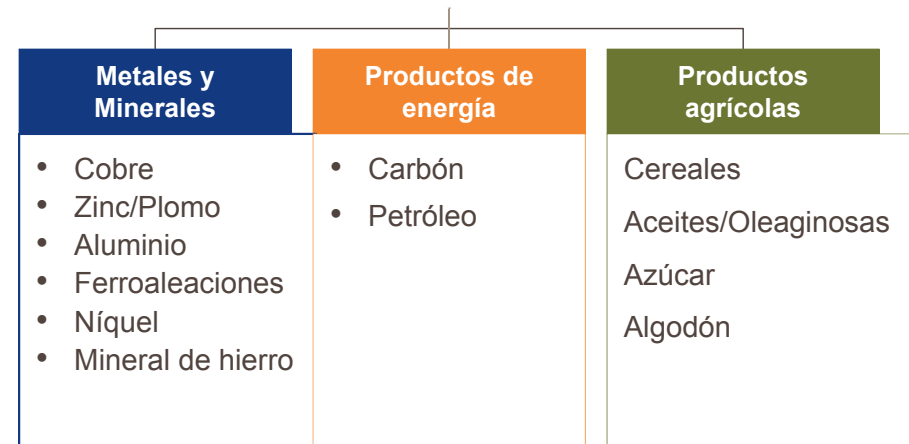 Metales y
Minerales
• Cobre
• Zinc/Plomo
• Aluminio
• Ferroaleaciones
• Níquel
• Mineral de hierro
Productos de
energía
• Carbón
• Petróleo
Productos
agrícolas
Cereales
Aceites/Oleaginosas
Azúcar
Algodón